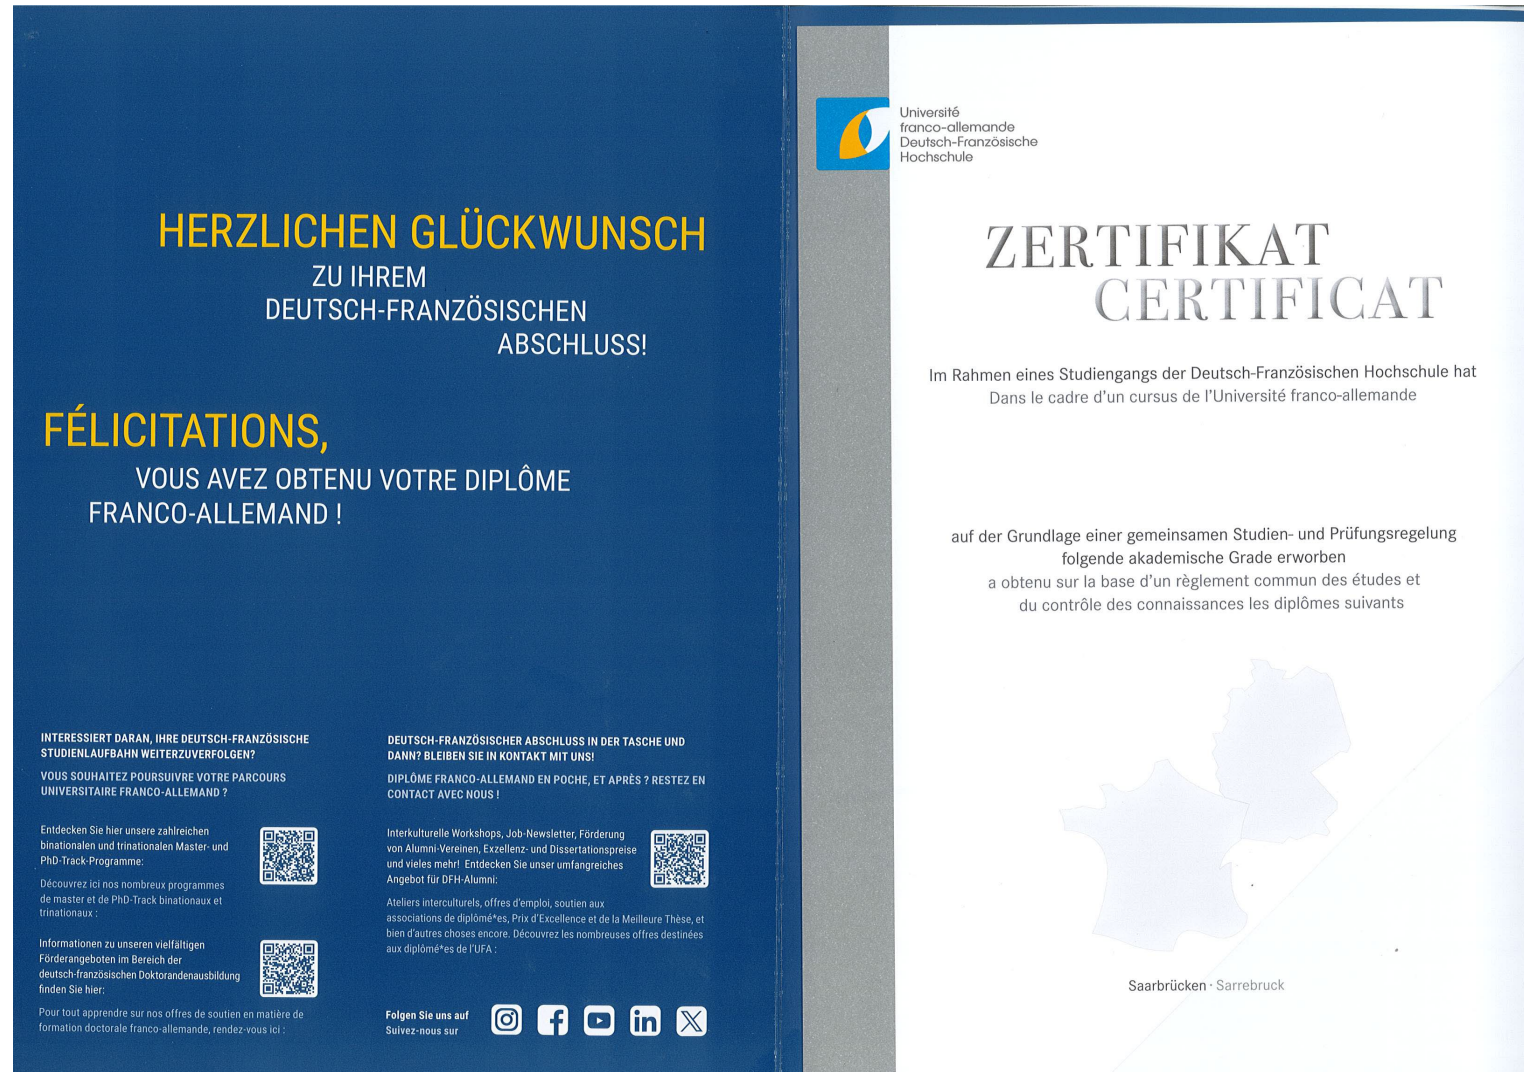 HERZLICHEN GLÜCKWUNSCH
ZU IHREM
DEUTSCH-FRANZÖSISCHEN
ABSCHLUSS!
FÉLICITATIONS,
VOUS AVEZ OBTENU VOTRE DIPLÔME
FRANCO-ALLEMAND !
INTERESSIERT DARAN, IHRE DEUTSCH-FRANZÖSISCHE
STUDIENLAUFBAHN WEITERZUVERFOLGEN?
VOUS SOUHAITEZ POURSUIVRE VOTRE PARCOURS
UNIVERSITAIRE FRANCO-ALLEMAND ?
Entdecken Sie hier unsere zahlreichen
binationalen und trinationalen Master- und
PhD-Track-Programme:
Découvrez ici nos nombreux programmes
de master et de PhD-Track binationaux et
trinationaux :
Informationen zu unseren vielfältigen
Förderangeboten im Bereich der
deutsch-französischen Doktorandenausbildung
finden Sie hier:
Pour tout apprendre sur nos offres de soutien en matière de
formation doctorale franco-allemande, rendez-vous ici :
DEUTSCH-FRANZÖSISCHER ABSCHLUSS IN DER TASCHE UND
DANN? BLEIBEN SIE IN KONTAKT MIT UNS!
DIPLÔME FRANCO-ALLEMAND EN POCHE, ET APRÈS ? RESTEZ EN
CONTACT AVEC NOUS !
Interkulturelle Workshops, Job-Newsletter, Förderung
von Alumni-Vereinen, Exzellenz- und Dissertationspreise
und vieles mehr! Entdecken Sie unser umfangreiches
Angebot für DFH-Alumni:
Ateliers interculturels, offres d'emploi, soutien aux
associations de diplômé*es, Prix d'Excellence et de la Meilleure Thèse, et
bien d'autres choses encore. Découvrez les nombreuses offres destinées
aux diplômé*es de l'UFA :
Folgen Sie uns auf
Suivez-nous sur
Université
franco-allemande
Deutsch-Französische
Hochschule
ZERTIFIKAT
CERTIFICAT
Im Rahmen eines Studiengangs der Deutsch-Französischen Hochschule hat
Dans le cadre d'un cursus de l'Université franco-allemande
auf der Grundlage einer gemeinsamen Studien- und Prüfungsregelung
folgende akademische Grade erworben
a obtenu sur la base d'un règlement commun des études et
du contrôle des connaissances les diplômes suivants
Saarbrücken · Sarrebruck